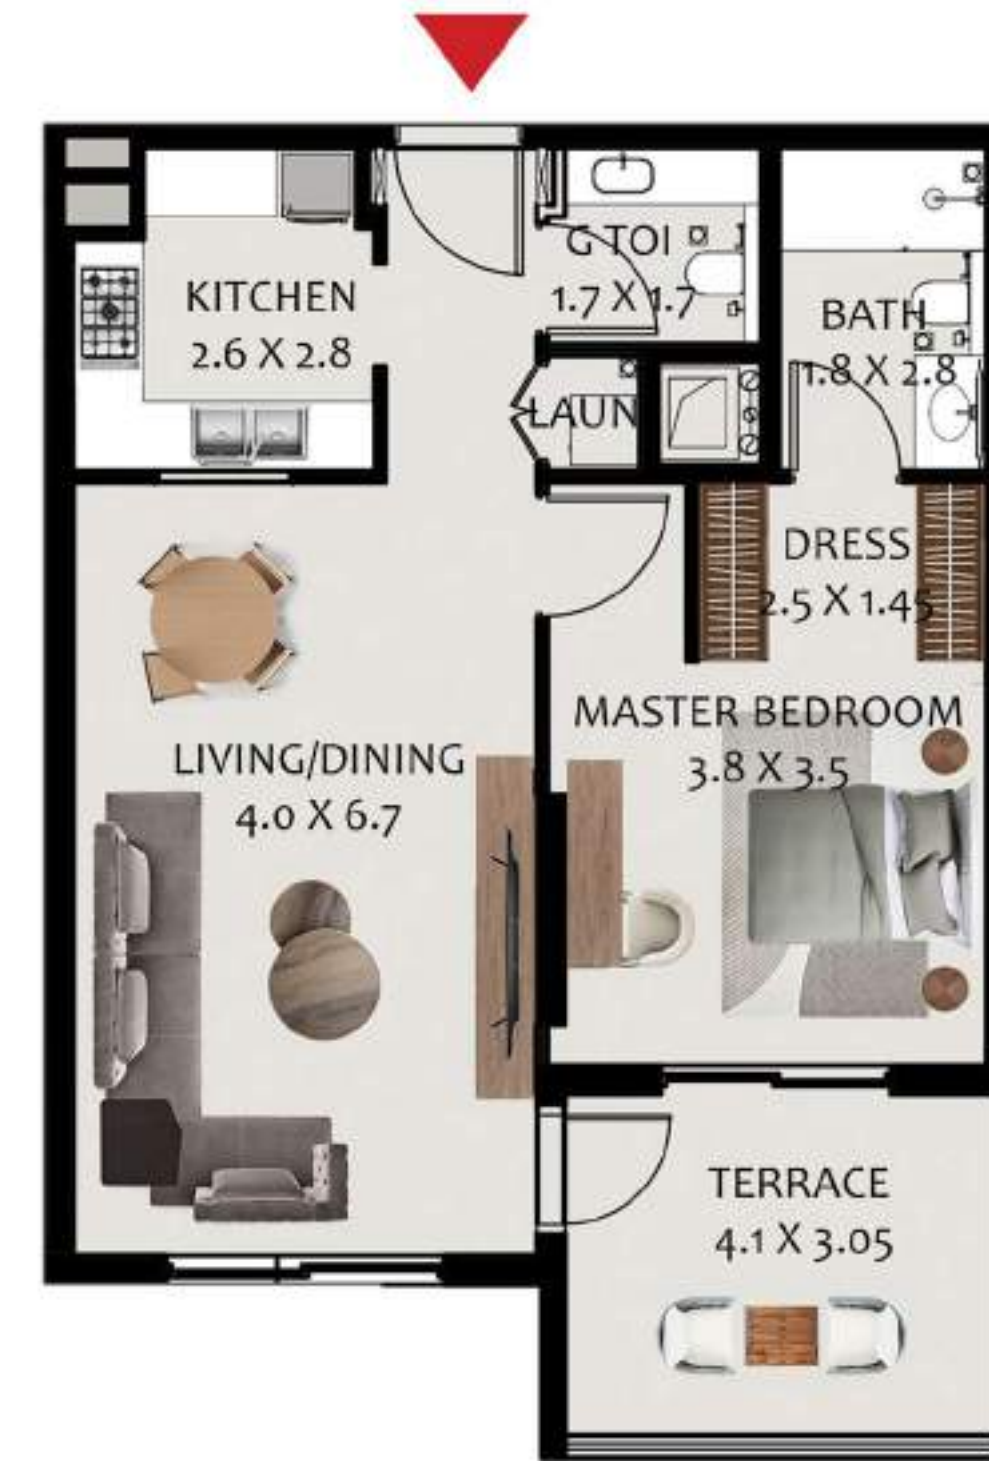 G TOI
1.7 X 1.7
KITCHEN
2.6 X 2.8
BATH
1.8 X 2.8
LAUN
DRESS
2.5 X 1.45
MASTER BEDROOM
3.8 X 3.5
LIVING/DINING
4.0 X 6.7
TERRACE
4.1 X 3.05